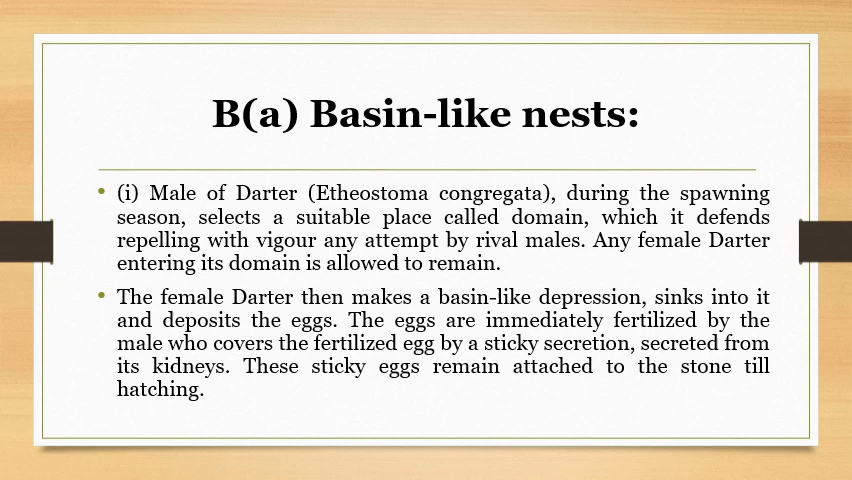 B(a) Basin-like nests:
• (i) Male of Darter (Etheostoma congregata), during the spawning
season, selects a suitable place called domain, which it defends
repelling with vigour any attempt by rival males. Any female Darter
entering its domain is allowed to remain.
• The female Darter then makes a basin-like depression, sinks into it
and deposits the eggs. The eggs are immediately fertilized by the
male who covers the fertilized egg by a sticky secretion, secreted from
its kidneys. These sticky eggs remain attached to the stone till
hatching.